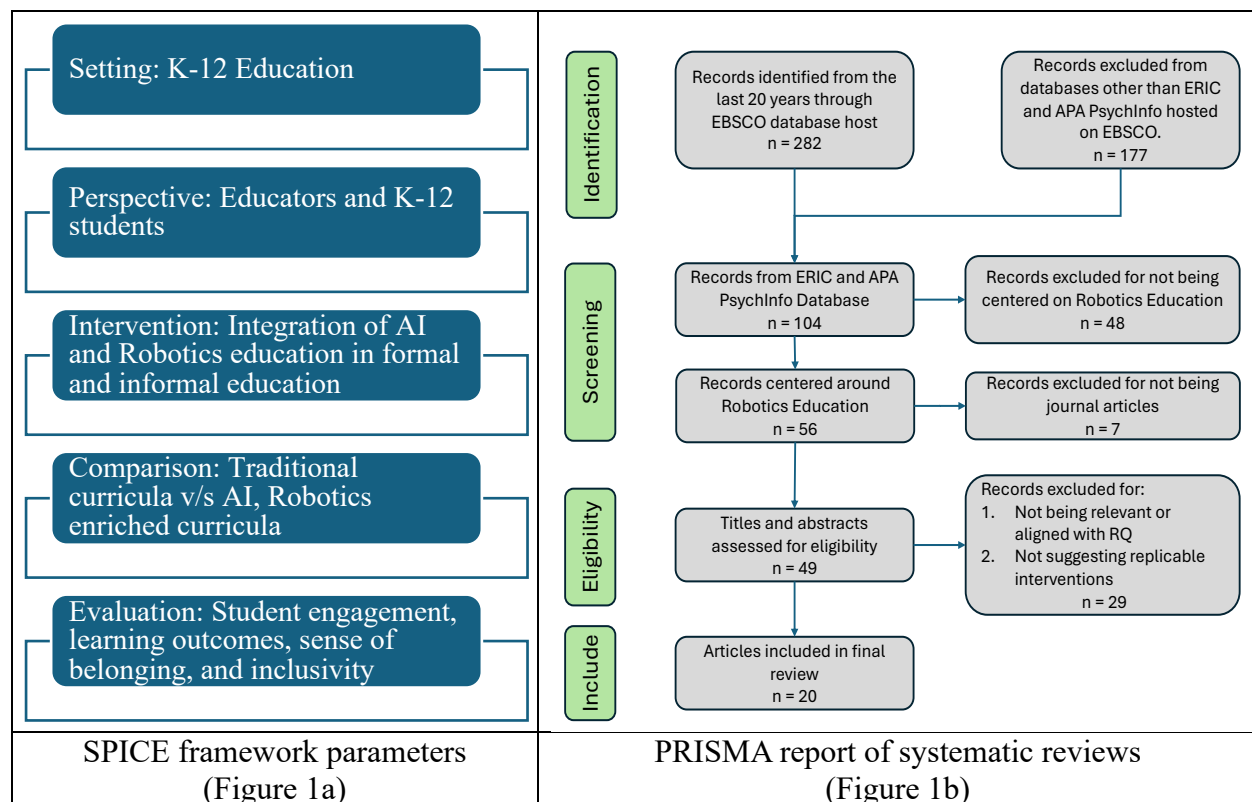 Setting: K-12 Education
Perspective: Educators and K-12
students
Intervention: Integration of AI
and Robotics education in formal
and informal education
Comparison: Traditional
curricula v/s AI, Robotics
enriched curricula
Evaluation: Student engagement,
learning outcomes, sense of
belonging, and inclusivity
SPICE framework parameters
(Figure 1a)
Identification
Records identified from the
last 20 years through
EBSCO database host
n = 282
Records excluded from
databases other than ERIC
and APA PsychInfo hosted
on EBSCO.
n = 177
Screening
Records from ERIC and APA
PsychInfo Database
n = 104
Records excluded for not being
centered on Robotics Education
n = 48
Records centered around
Robotics Education
n = 56
Records excluded for not being
journal articles
n = 7
Eligibility
Titles and abstracts
assessed for eligibility
n = 49
Records excluded for:
1. Not being relevant or
aligned with RQ
2. Not suggesting replicable
interventions
n = 29
Include
Articles included in final
review
n = 20
PRISMA report of systematic reviews
(Figure 1b)